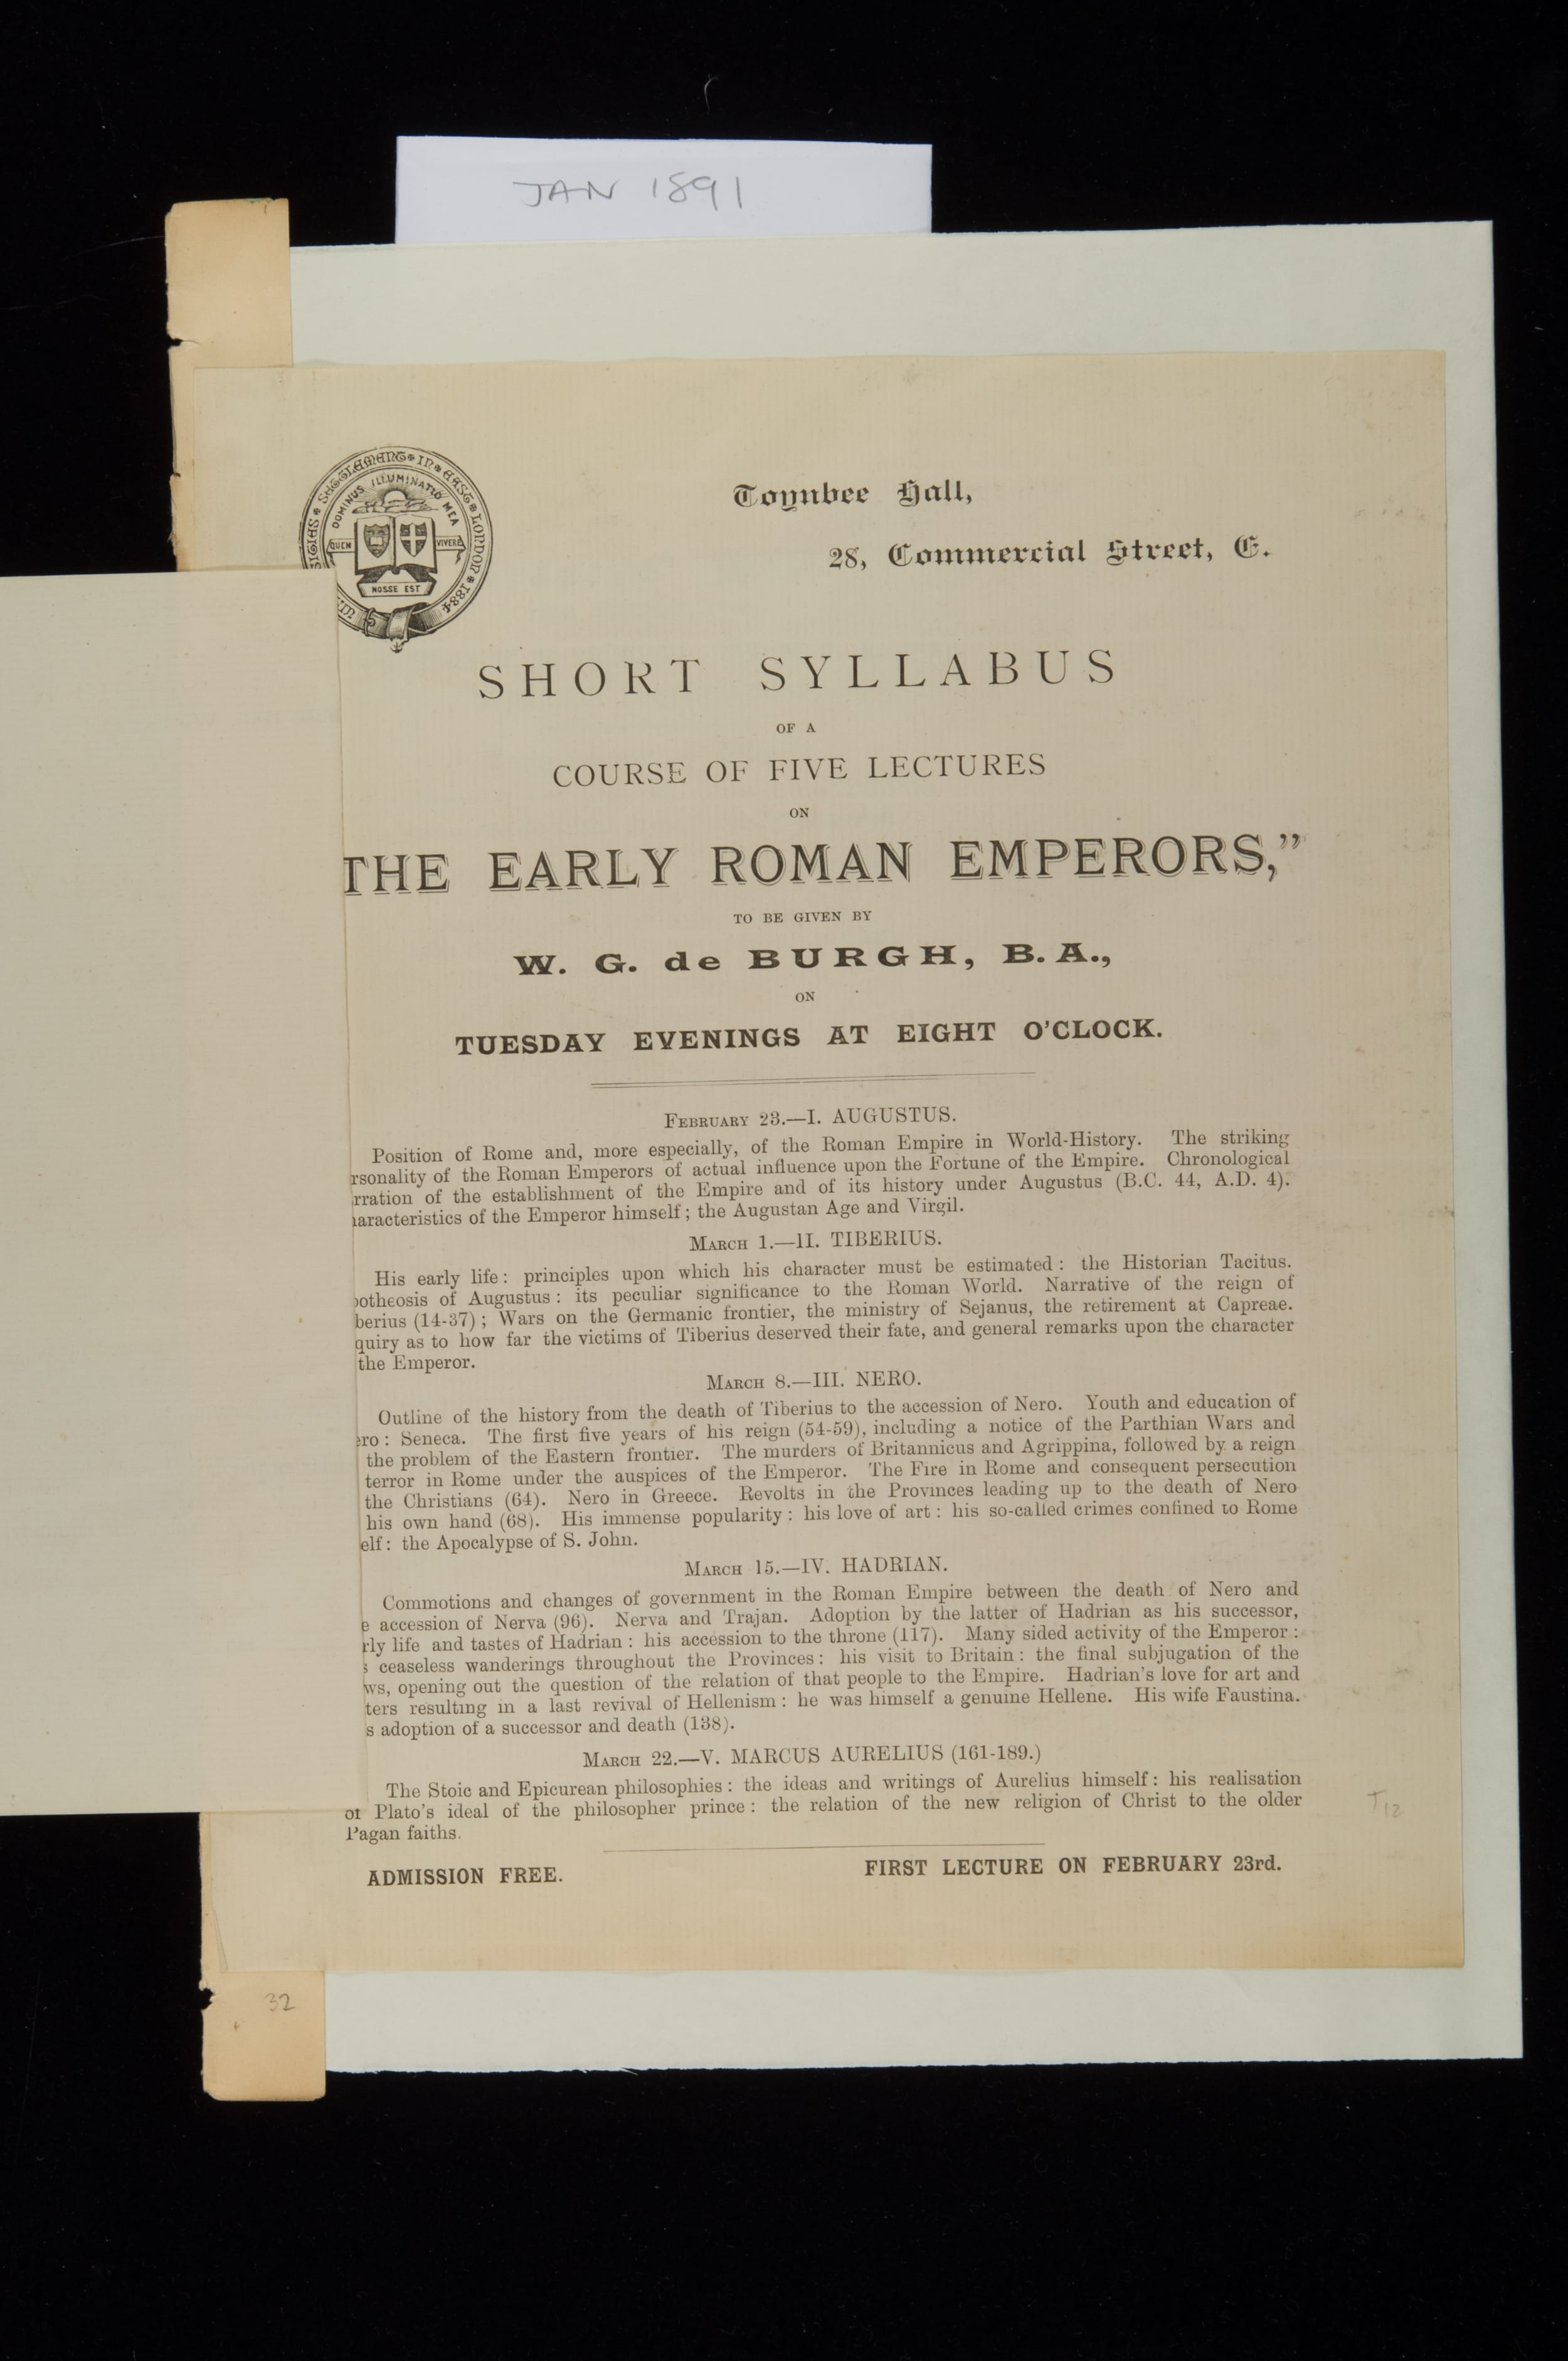 JAN 1891
SETTLEMENT * IN * EAST * LONDON * 1884
DOMINUS ILLUMINATIO MEA
QUEM VIVERE
NOSSE EST
Toynbee Hall,
28, Commercial Street, E.
SHORT SYLLABUS
OF A
COURSE OF FIVE LECTURES
ON
THE EARLY ROMAN EMPERORS,”
TO BE GIVEN BY
W. G. de BURGH, B.A.,
ON
TUESDAY EVENINGS AT EIGHT O'CLOCK.
FEBRUARY 23.—I. AUGUSTUS.
Position of Rome and, more especially, of the Roman Empire in World-History. The striking
rsonality of the Roman Emperors of actual influence upon the Fortune of the Empire. Chronological
rration of the establishment of the Empire and of its history under Augustus (B.C. 44, A.D. 4).
aracteristics of the Emperor himself; the Augustan Age and Virgil.
MARCH 1.—II. TIBERIUS.
His early life: principles upon which his character must be estimated: the Historian Tacitus.
otheosis of Augustus: its peculiar significance to the Roman World. Narrative of the reign of
berius (14-37); Wars on the Germanic frontier, the ministry of Sejanus, the retirement at Capreae.
quiry as to how far the victims of Tiberius deserved their fate, and general remarks upon the character
the Emperor.
MARCH 8.—III. NERO.
Outline of the history from the death of Tiberius to the accession of Nero. Youth and education of
ero: Seneca. The first five years of his reign (54-59), including a notice of the Parthian Wars and
the problem of the Eastern frontier. The murders of Britannicus and Agrippina, followed by a reign
terror in Rome under the auspices of the Emperor. The Fire in Rome and consequent persecution
the Christians (64). Nero in Greece. Revolts in the Provinces leading up to the death of Nero
his own hand (68). His immense popularity: his love of art: his so-called crimes confined to Rome
elf: the Apocalypse of S. John.
MARCH 15.—IV. HADRIAN.
Commotions and changes of government in the Roman Empire between the death of Nero and
e accession of Nerva (96). Nerva and Trajan. Adoption by the latter of Hadrian as his successor,
rly life and tastes of Hadrian: his accession to the throne (117). Many sided activity of the Emperor:
s ceaseless wanderings throughout the Provinces: his visit to Britain: the final subjugation of the
ws, opening out the question of the relation of that people to the Empire. Hadrian's love for art and
ters resulting in a last revival of Hellenism: he was himself a genuine Hellene. His wife Faustina.
s adoption of a successor and death (138).
MARCH 22.—V. MARCUS AURELIUS (161-189.)
The Stoic and Epicurean philosophies: the ideas and writings of Aurelius himself: his realisation
of Plato's ideal of the philosopher prince: the relation of the new religion of Christ to the older
Pagan faiths.
T12
ADMISSION FREE. FIRST LECTURE ON FEBRUARY 23rd.
32